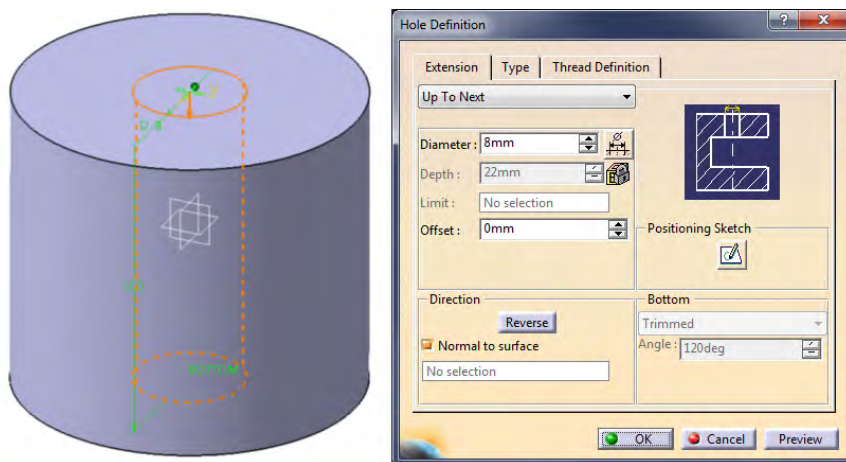 Hole Definition
Extension Type Thread Definition
Up To Next
Diameter : 8mm
Depth : 22mm
Limit : No selection
Offset : 0mm
Positioning Sketch
Direction
Reverse
Normal to surface
No selection
Bottom
Trimmed
Angle : 120deg
OK Cancel Preview